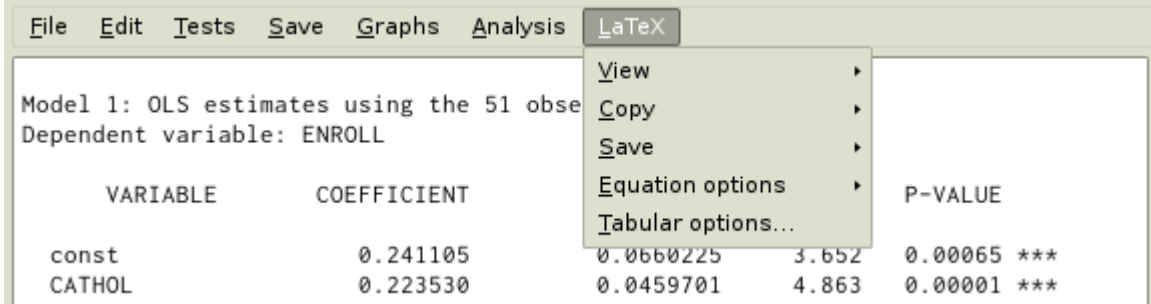 File Edit Tests Save Graphs Analysis LaTeX
View
Copy
Save
Equation options
Tabular options...
Model 1: OLS estimates using the 51 obse
Dependent variable: ENROLL
VARIABLE COEFFICIENT P-VALUE
const 0.241105 0.0660225 3.652 0.00065 ***
CATHOL 0.223530 0.0459701 4.863 0.00001 ***